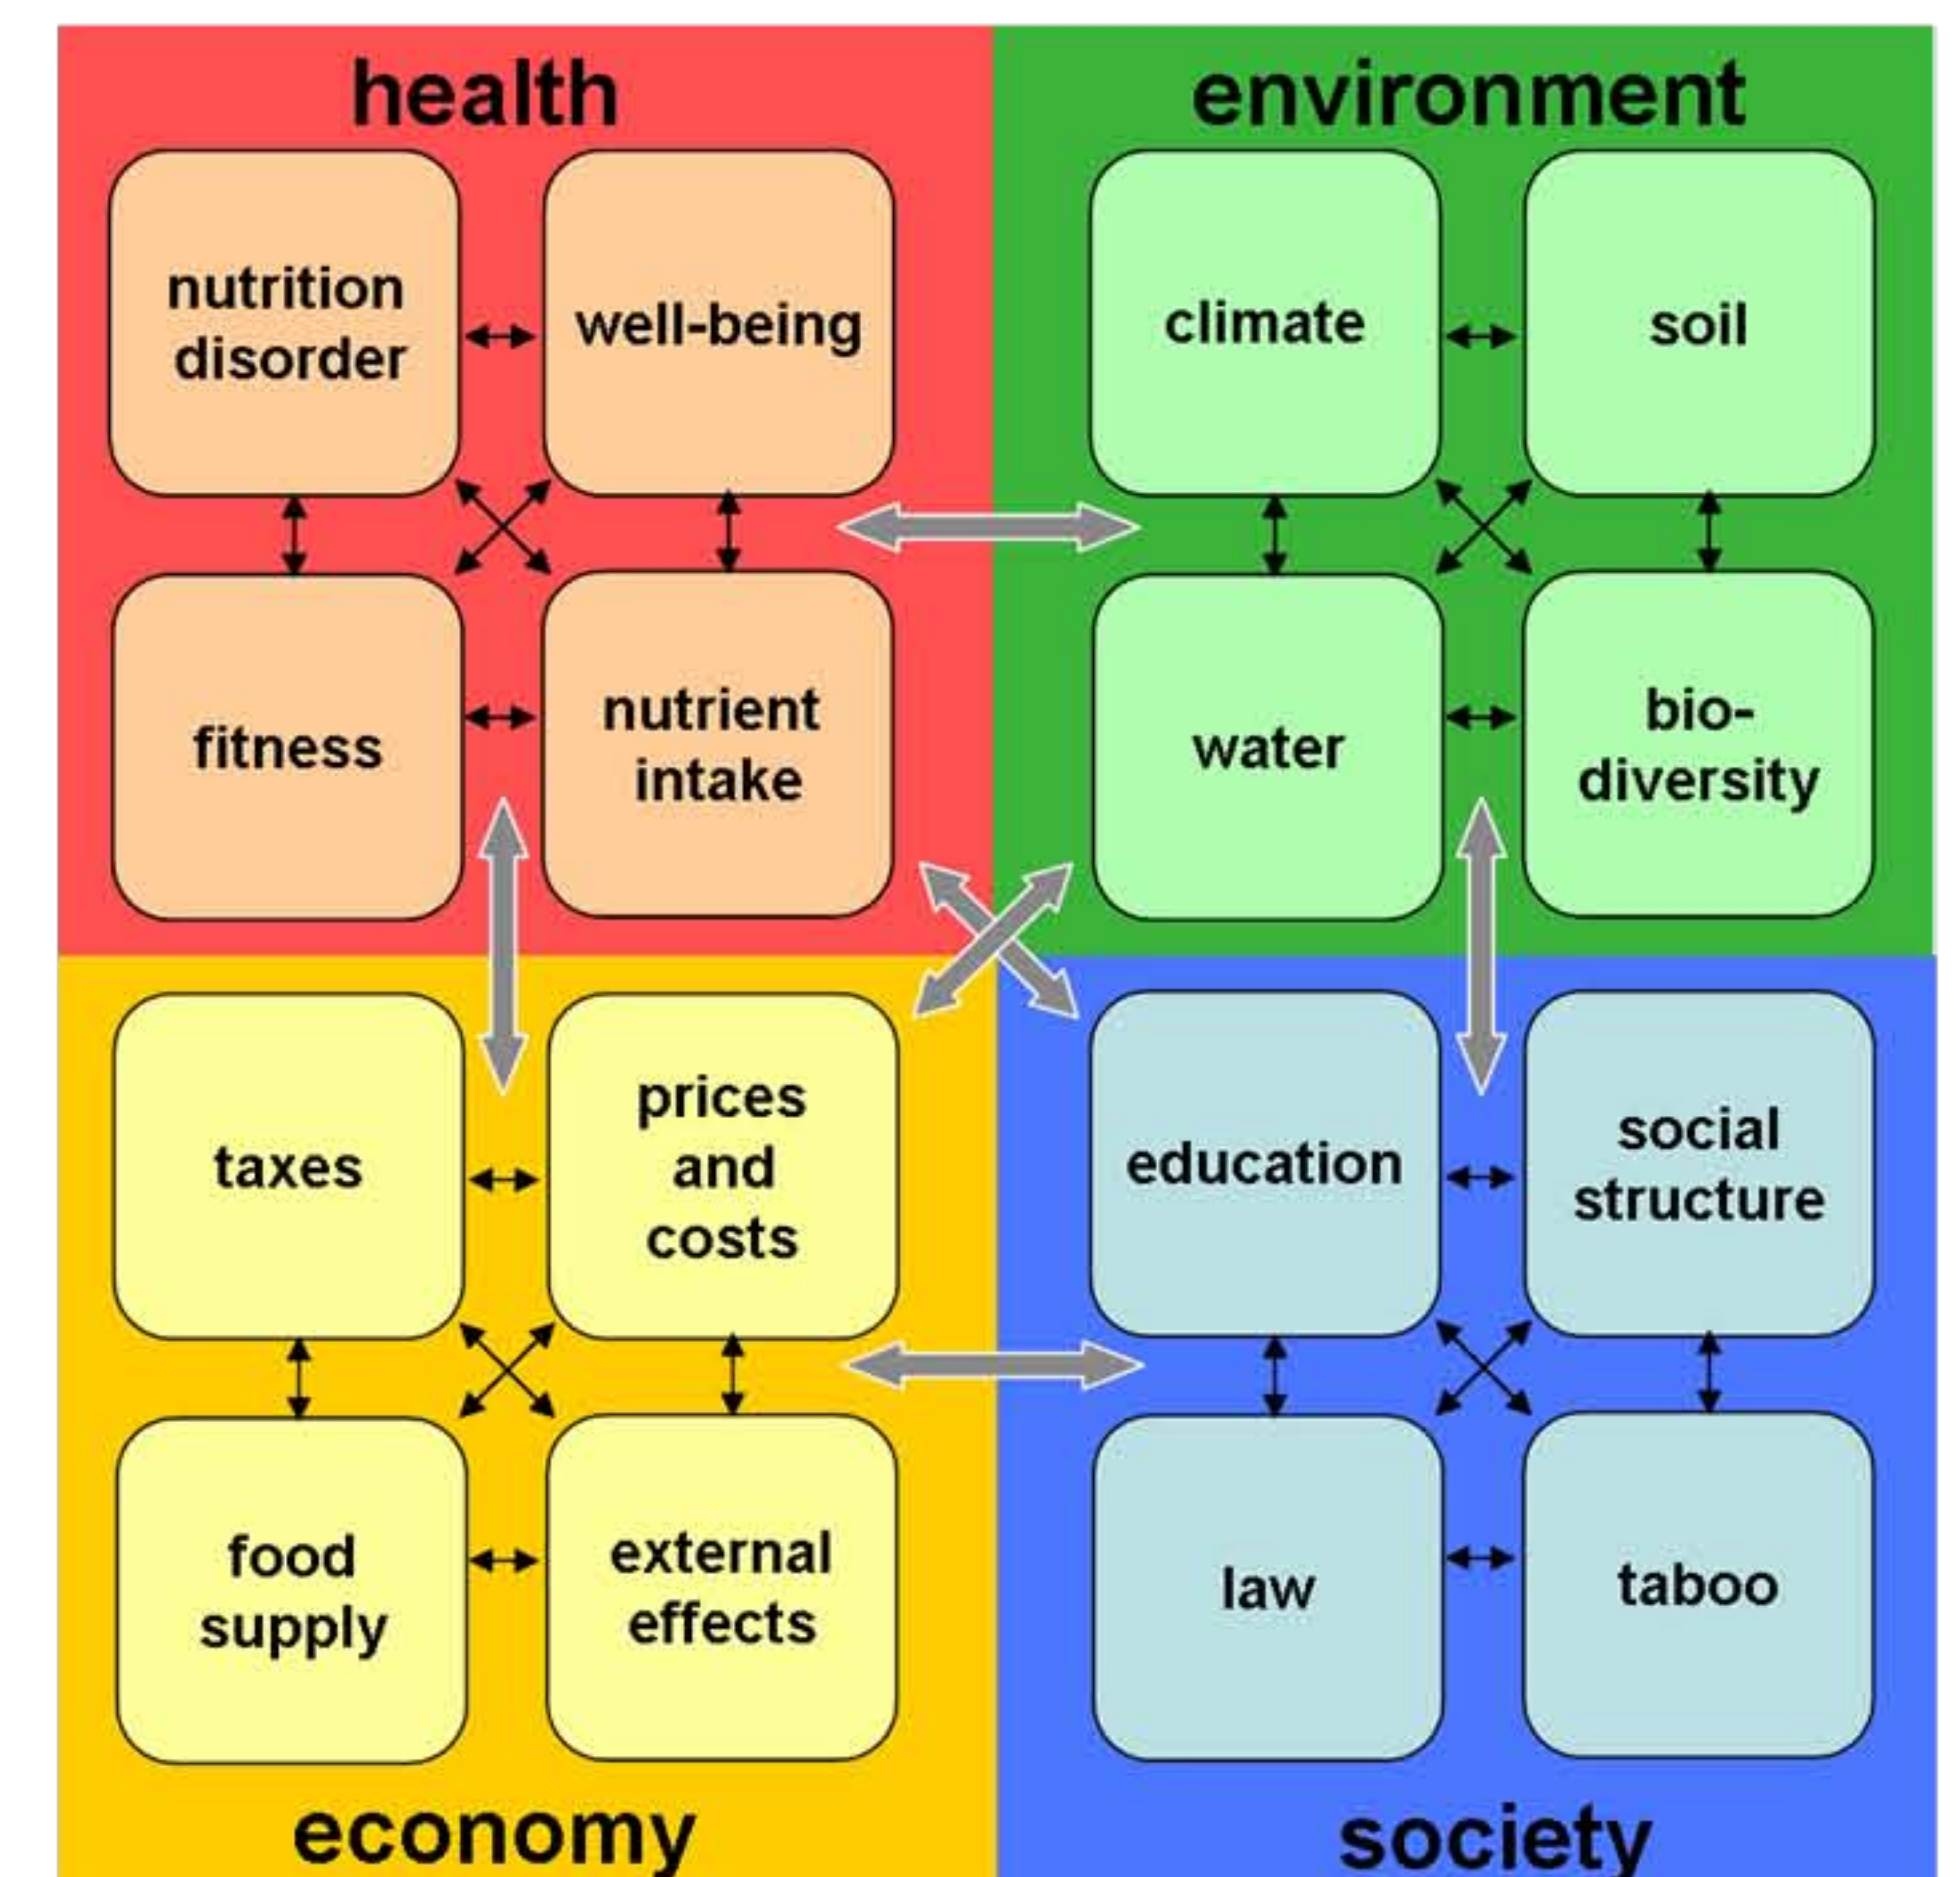 health
nutrition
disorder
well-being
fitness
nutrient
intake
environment
climate
soil
water
bio-
diversity
taxes
prices
and
costs
food
supply
external
effects
economy
education
social
structure
law
taboo
society